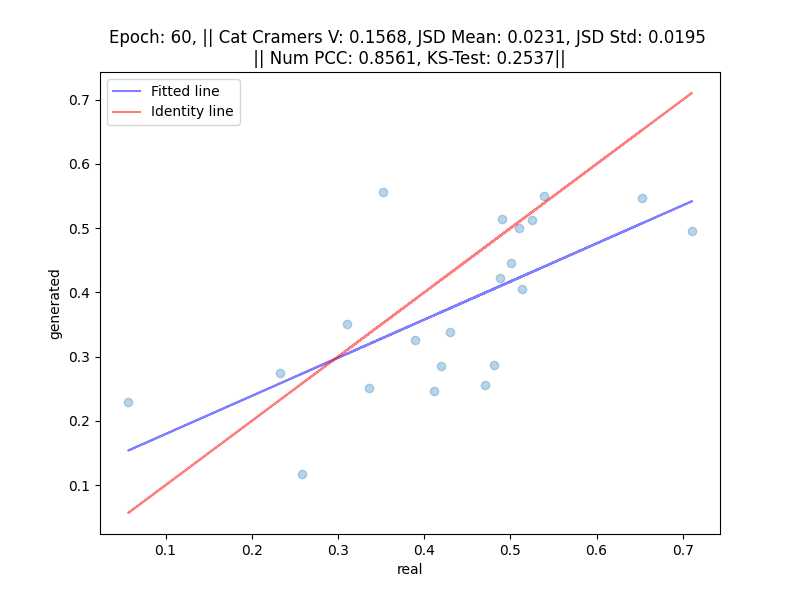 Epoch: 60, || Cat Cramers V: 0.1568, JSD Mean: 0.0231, JSD Std: 0.0195
|| Num PCC: 0.8561, KS-Test: 0.2537||
Fitted line
Identity line
0.7
0.6
0.5
0.4
0.3
0.2
0.1
generated
0.1 0.2 0.3 0.4 0.5 0.6 0.7
real